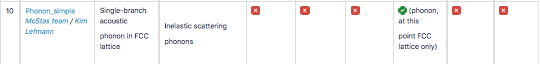 10
Phonon_simple
McStas team / Kim
Lefmann
Single-branch
acoustic
phonon in FCC
lattice
Inelastic scattering
phonons
(phonon,
at this
point FCC
lattice only)